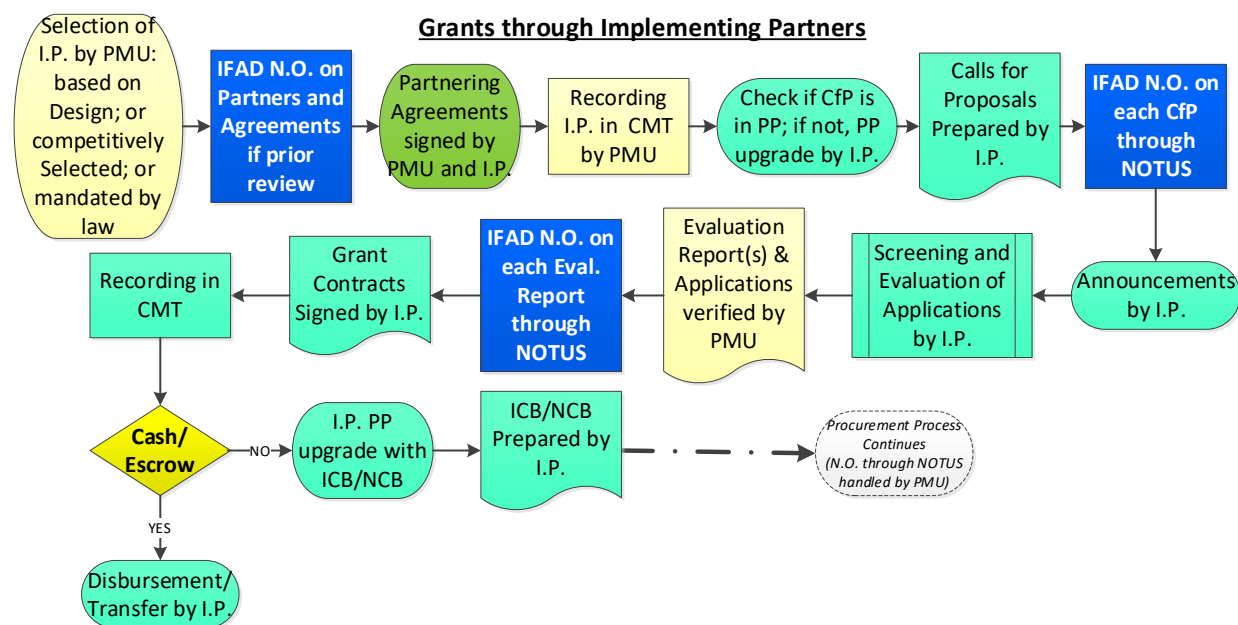 Grants through Implementing Partners
Selection of
I.P. by PMU:
based on
Design; or
competitively
Selected; or
mandated by
law
IFAD N.O. on
Partners and
Agreements
if prior
review
Partnering
Agreements
signed by
PMU and I.P.
Recording
I.P. in CMT
by PMU
Check if CfP is
in PP; if not, PP
upgrade by I.P.
Calls for
Proposals
Prepared by
I.P.
IFAD N.O. on
each CfP
through
NOTUS
Announcements
by I.P.
Screening and
Evaluation of
Applications
by I.P.
Evaluation
Report(s) &
Applications
verified by
PMU
IFAD N.O. on
each Eval.
Report
through
NOTUS
Grant
Contracts
Signed by I.P.
Recording in
CMT
Cash/
Escrow
NO
I.P. PP
upgrade with
ICB/NCB
ICB/NCB
Prepared by
I.P.
Procurement Process
Continues
(N.O. through NOTUS
handled by PMU)
YES
Disbursement/
Transfer by I.P.